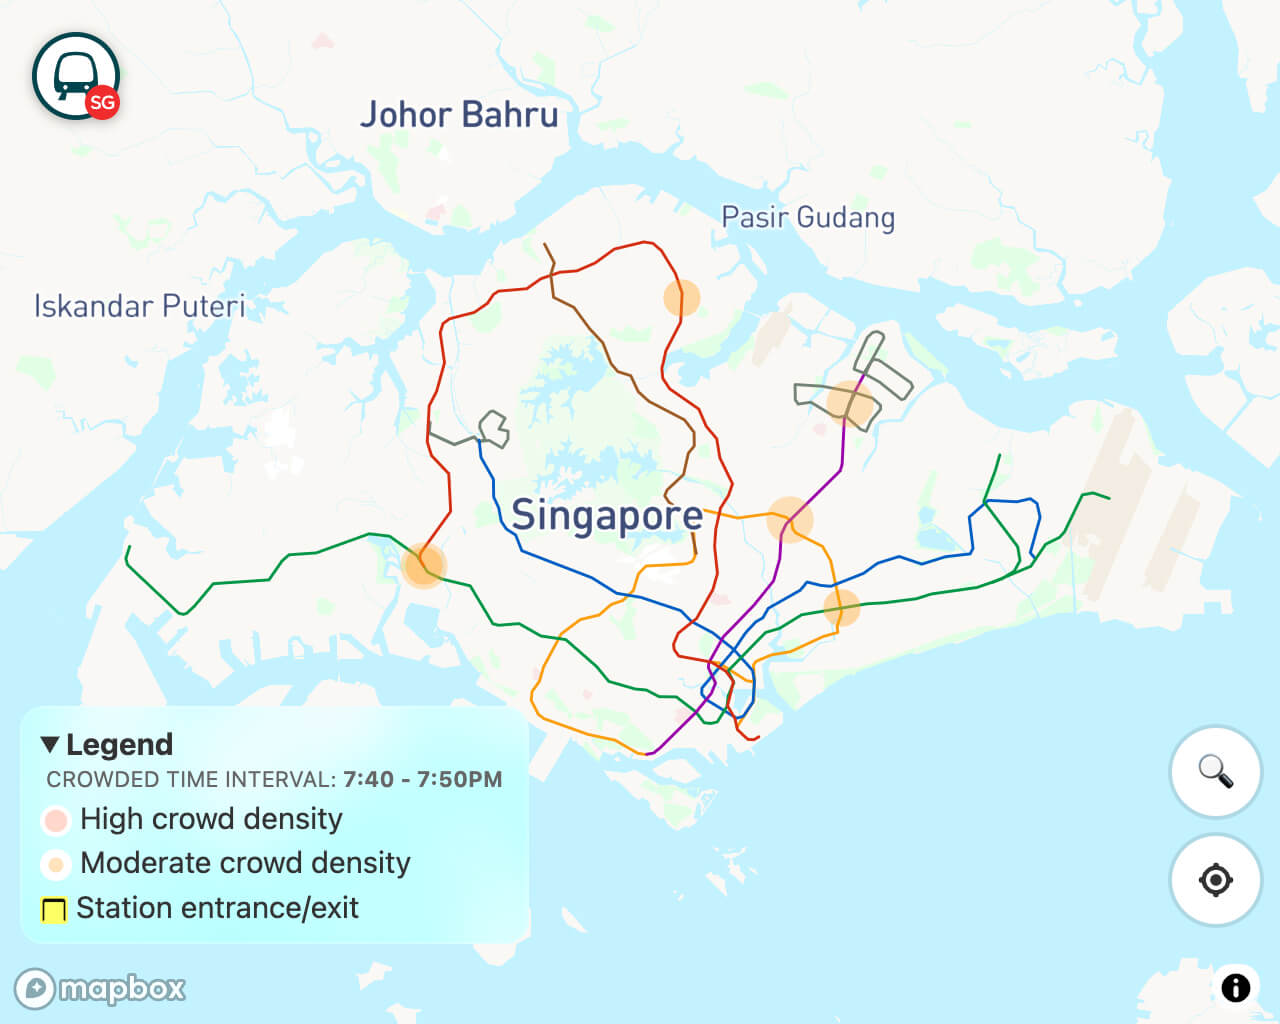 SG
Johor Bahru
Pasir Gudang
Iskandar Puteri
Singapore
Legend
CROWDED TIME INTERVAL: 7:40 - 7:50PM
High crowd density
Moderate crowd density
Station entrance/exit
mapbox